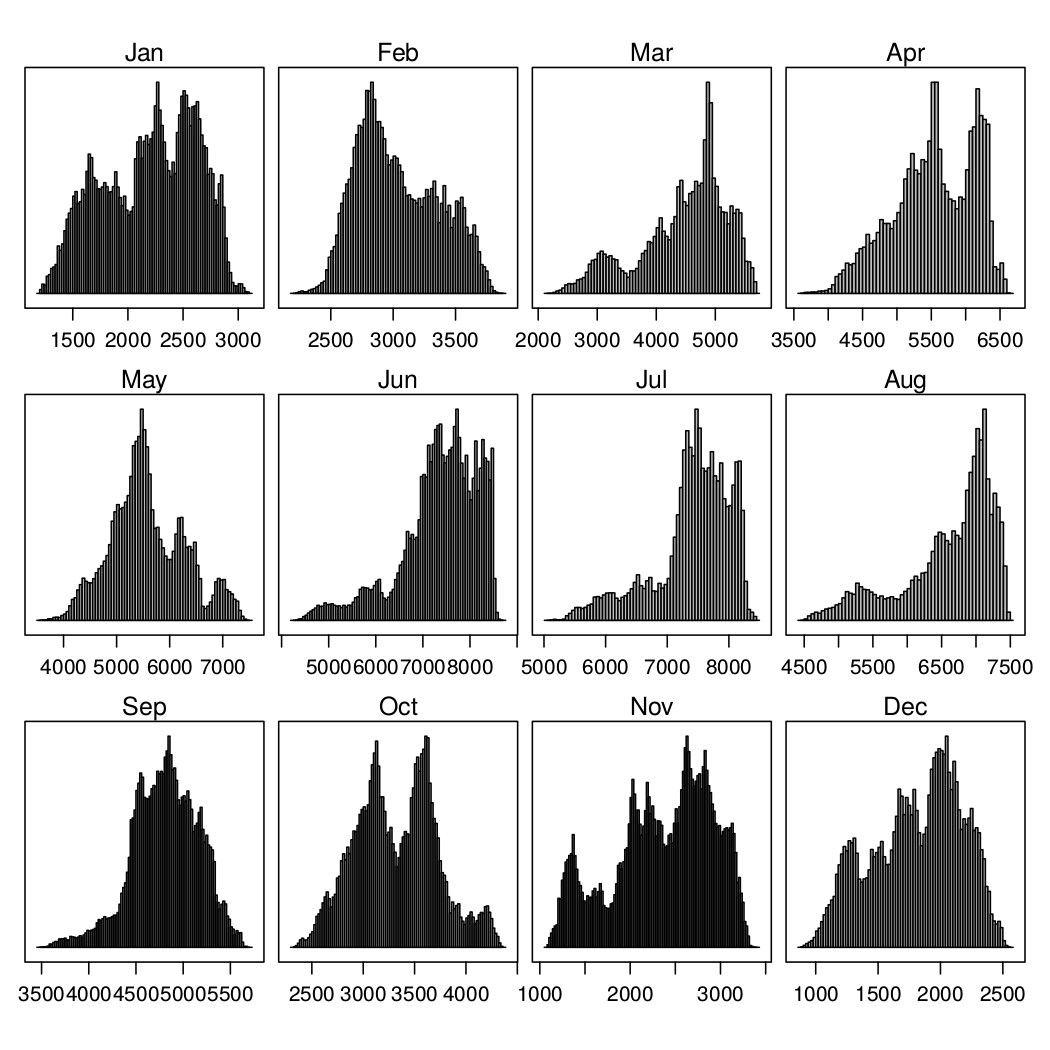 Jan Feb Mar Apr
1500 2000 2500 3000 2500 3000 3500 2000 3000 4000 5000 3500 4500 5500 6500
May Jun Jul Aug
4000 5000 6000 7000 5000 6000 7000 8000 5000 6000 7000 8000 4500 5500 6500 7500
Sep Oct Nov Dec
3500 4000 4500 5000 5500 2500 3000 3500 4000 1000 2000 3000 1000 1500 2000 2500